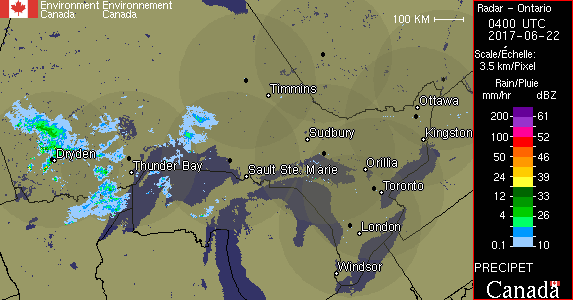 Environment Environnement
Canada Canada
100 KM
Timmins
Ottawa
Sudbury
Kingston
Dryden
Thunder Bay
Sault Ste. Marie
Orillia
Toronto
London
Windsor
Radar - Ontario
0400 UTC
2017-06-22
Scale/Échelle:
3.5 km/Pixel
Rain/Pluie
mm/hr dBZ
200 61
100 52
50 46
24 39
12 33
4 26
0.1 10
PRECIPET
Canada